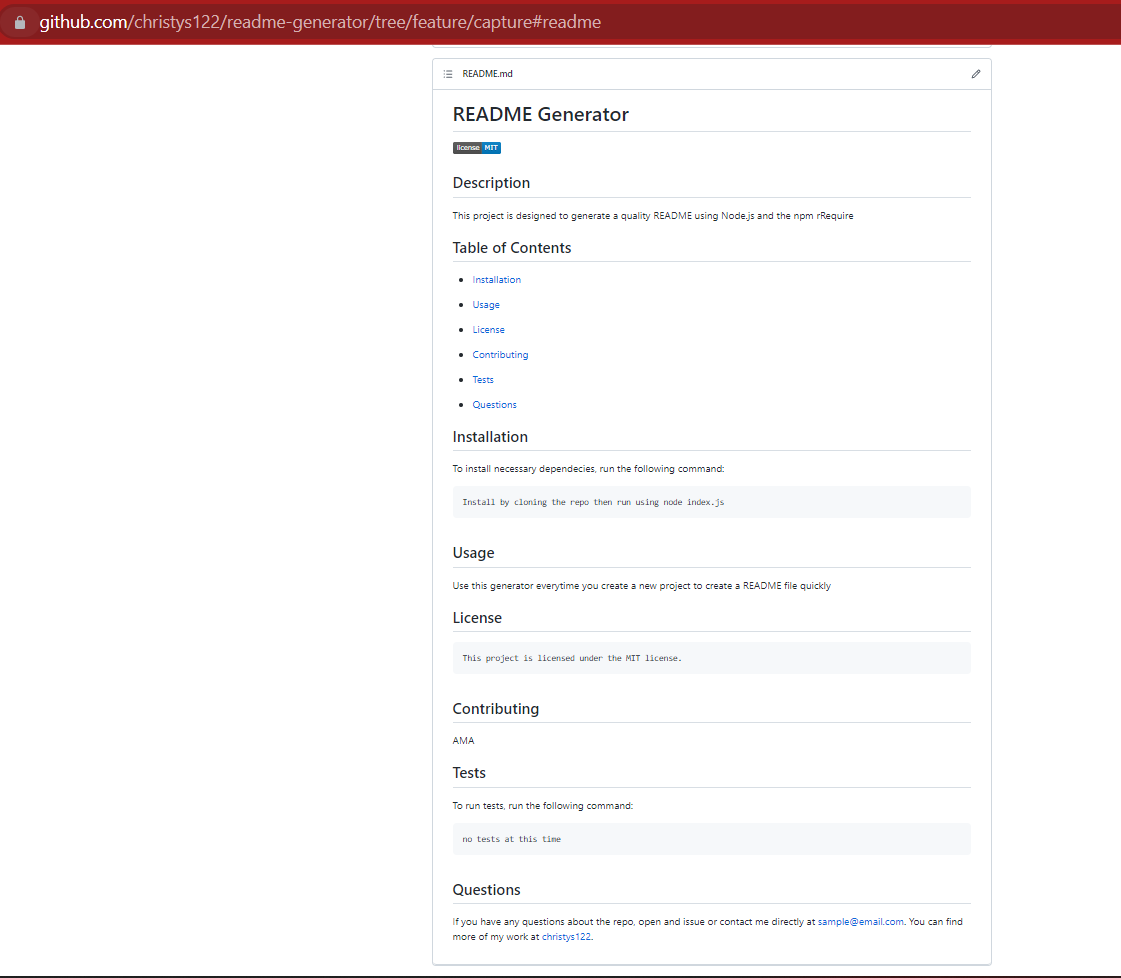 github.com/christys122/readme-generator/tree/feature/capture#readme
README.md
README Generator
license MIT
Description
This project is designed to generate a quality README using Node.js and the npm rRequire
Table of Contents
Installation
Usage
License
Contributing
Tests
Questions
Installation
To install necessary dependecies, run the following command:
Install by cloning the repo then run using node index.js
Usage
Use this generator everytime you create a new project to create a README file quickly
License
This project is licensed under the MIT license.
Contributing
AMA
Tests
To run tests, run the following command:
no tests at this time
Questions
If you have any questions about the repo, open and issue or contact me directly at sample@email.com. You can find
more of my work at christys122.